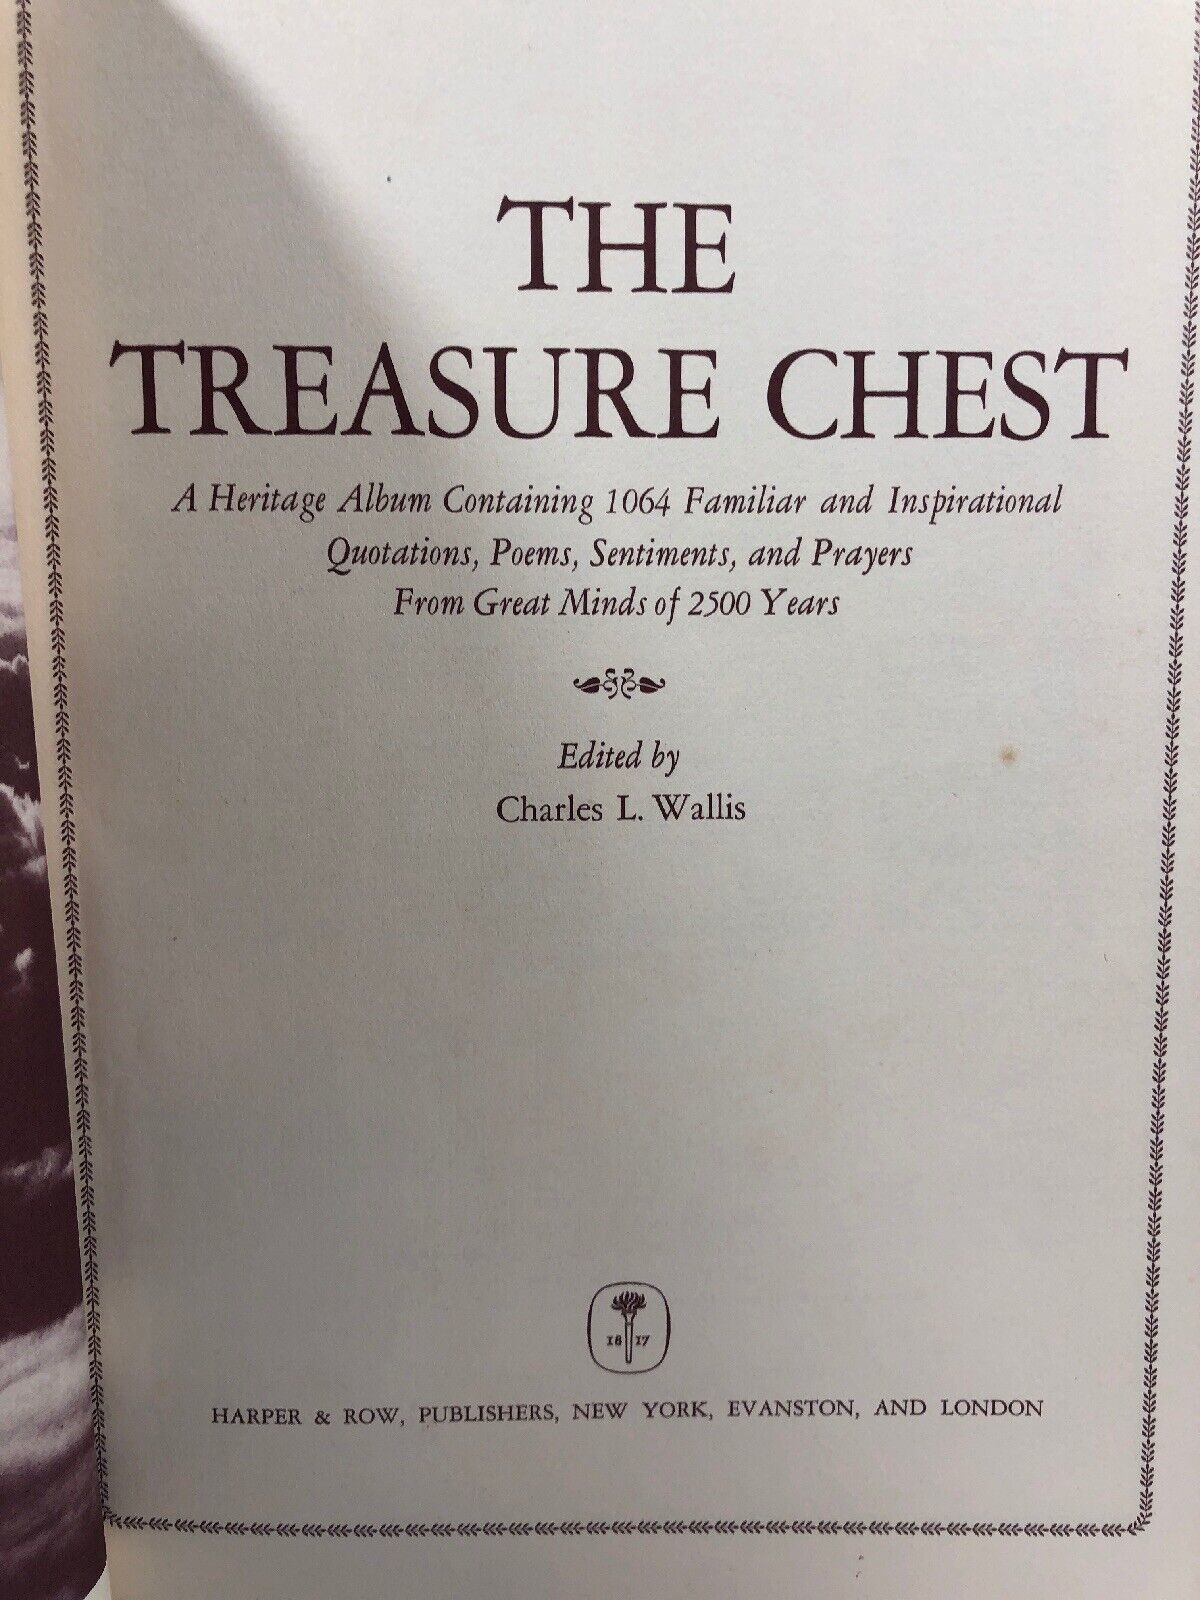 THE
TREASURE CHEST
A Heritage Album Containing 1064 Familiar and Inspirational
Quotations, Poems, Sentiments, and Prayers
From Great Minds of 2500 Years
Edited by
Charles L. Wallis
18 17
HARPER & ROW, PUBLISHERS, NEW YORK, EVANSTON, AND LONDON